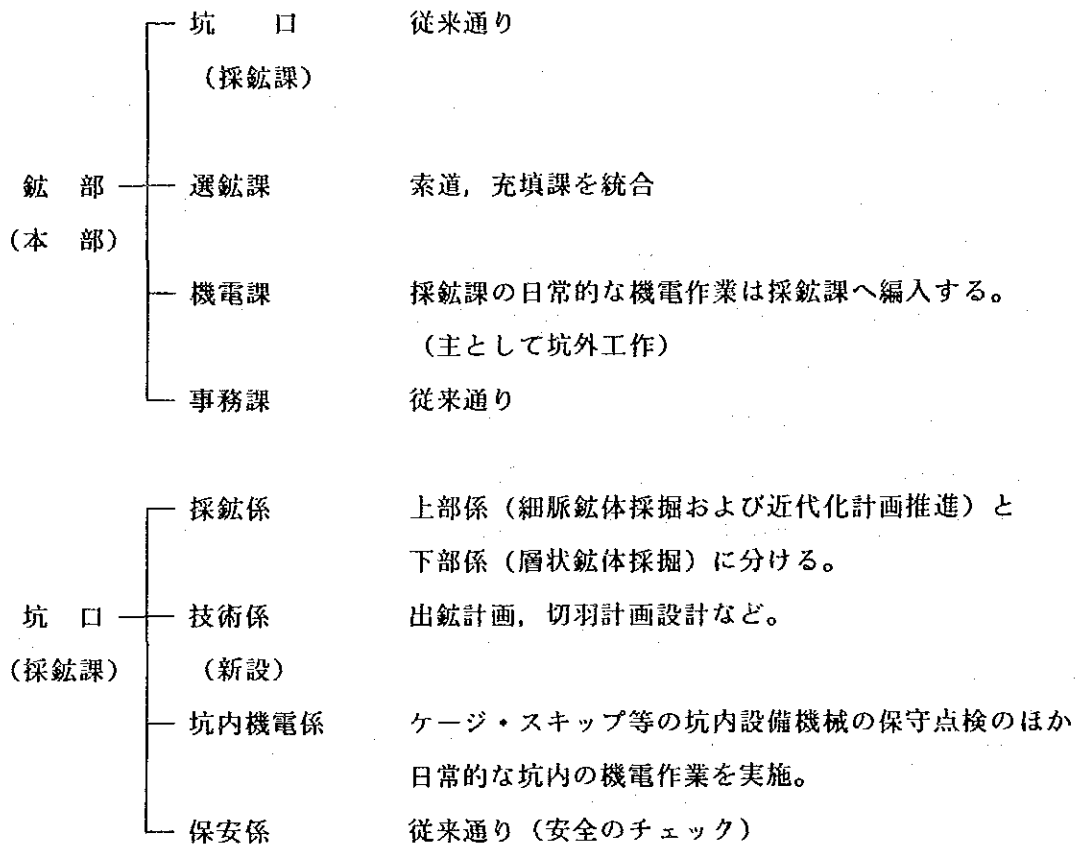 坑　口　従来通り
（採鉱課）
鉱　部　選鉱課　索道，充填課を統合
（本　部）
機電課　採鉱課の日常的な機電作業は採鉱課へ編入する。
（主として坑外工作）
事務課　従来通り
採鉱係　上部係（細脈鉱体採掘および近代化計画推進）と
下部係（層状鉱体採掘）に分ける。
坑　口　技術係　出鉱計画，切羽計画設計など。
（採鉱課）　（新設）
坑内機電係　ケージ・スキップ等の坑内設備機械の保守点検のほか
日常的な坑内の機電作業を実施。
保安係　従来通り（安全のチェック）